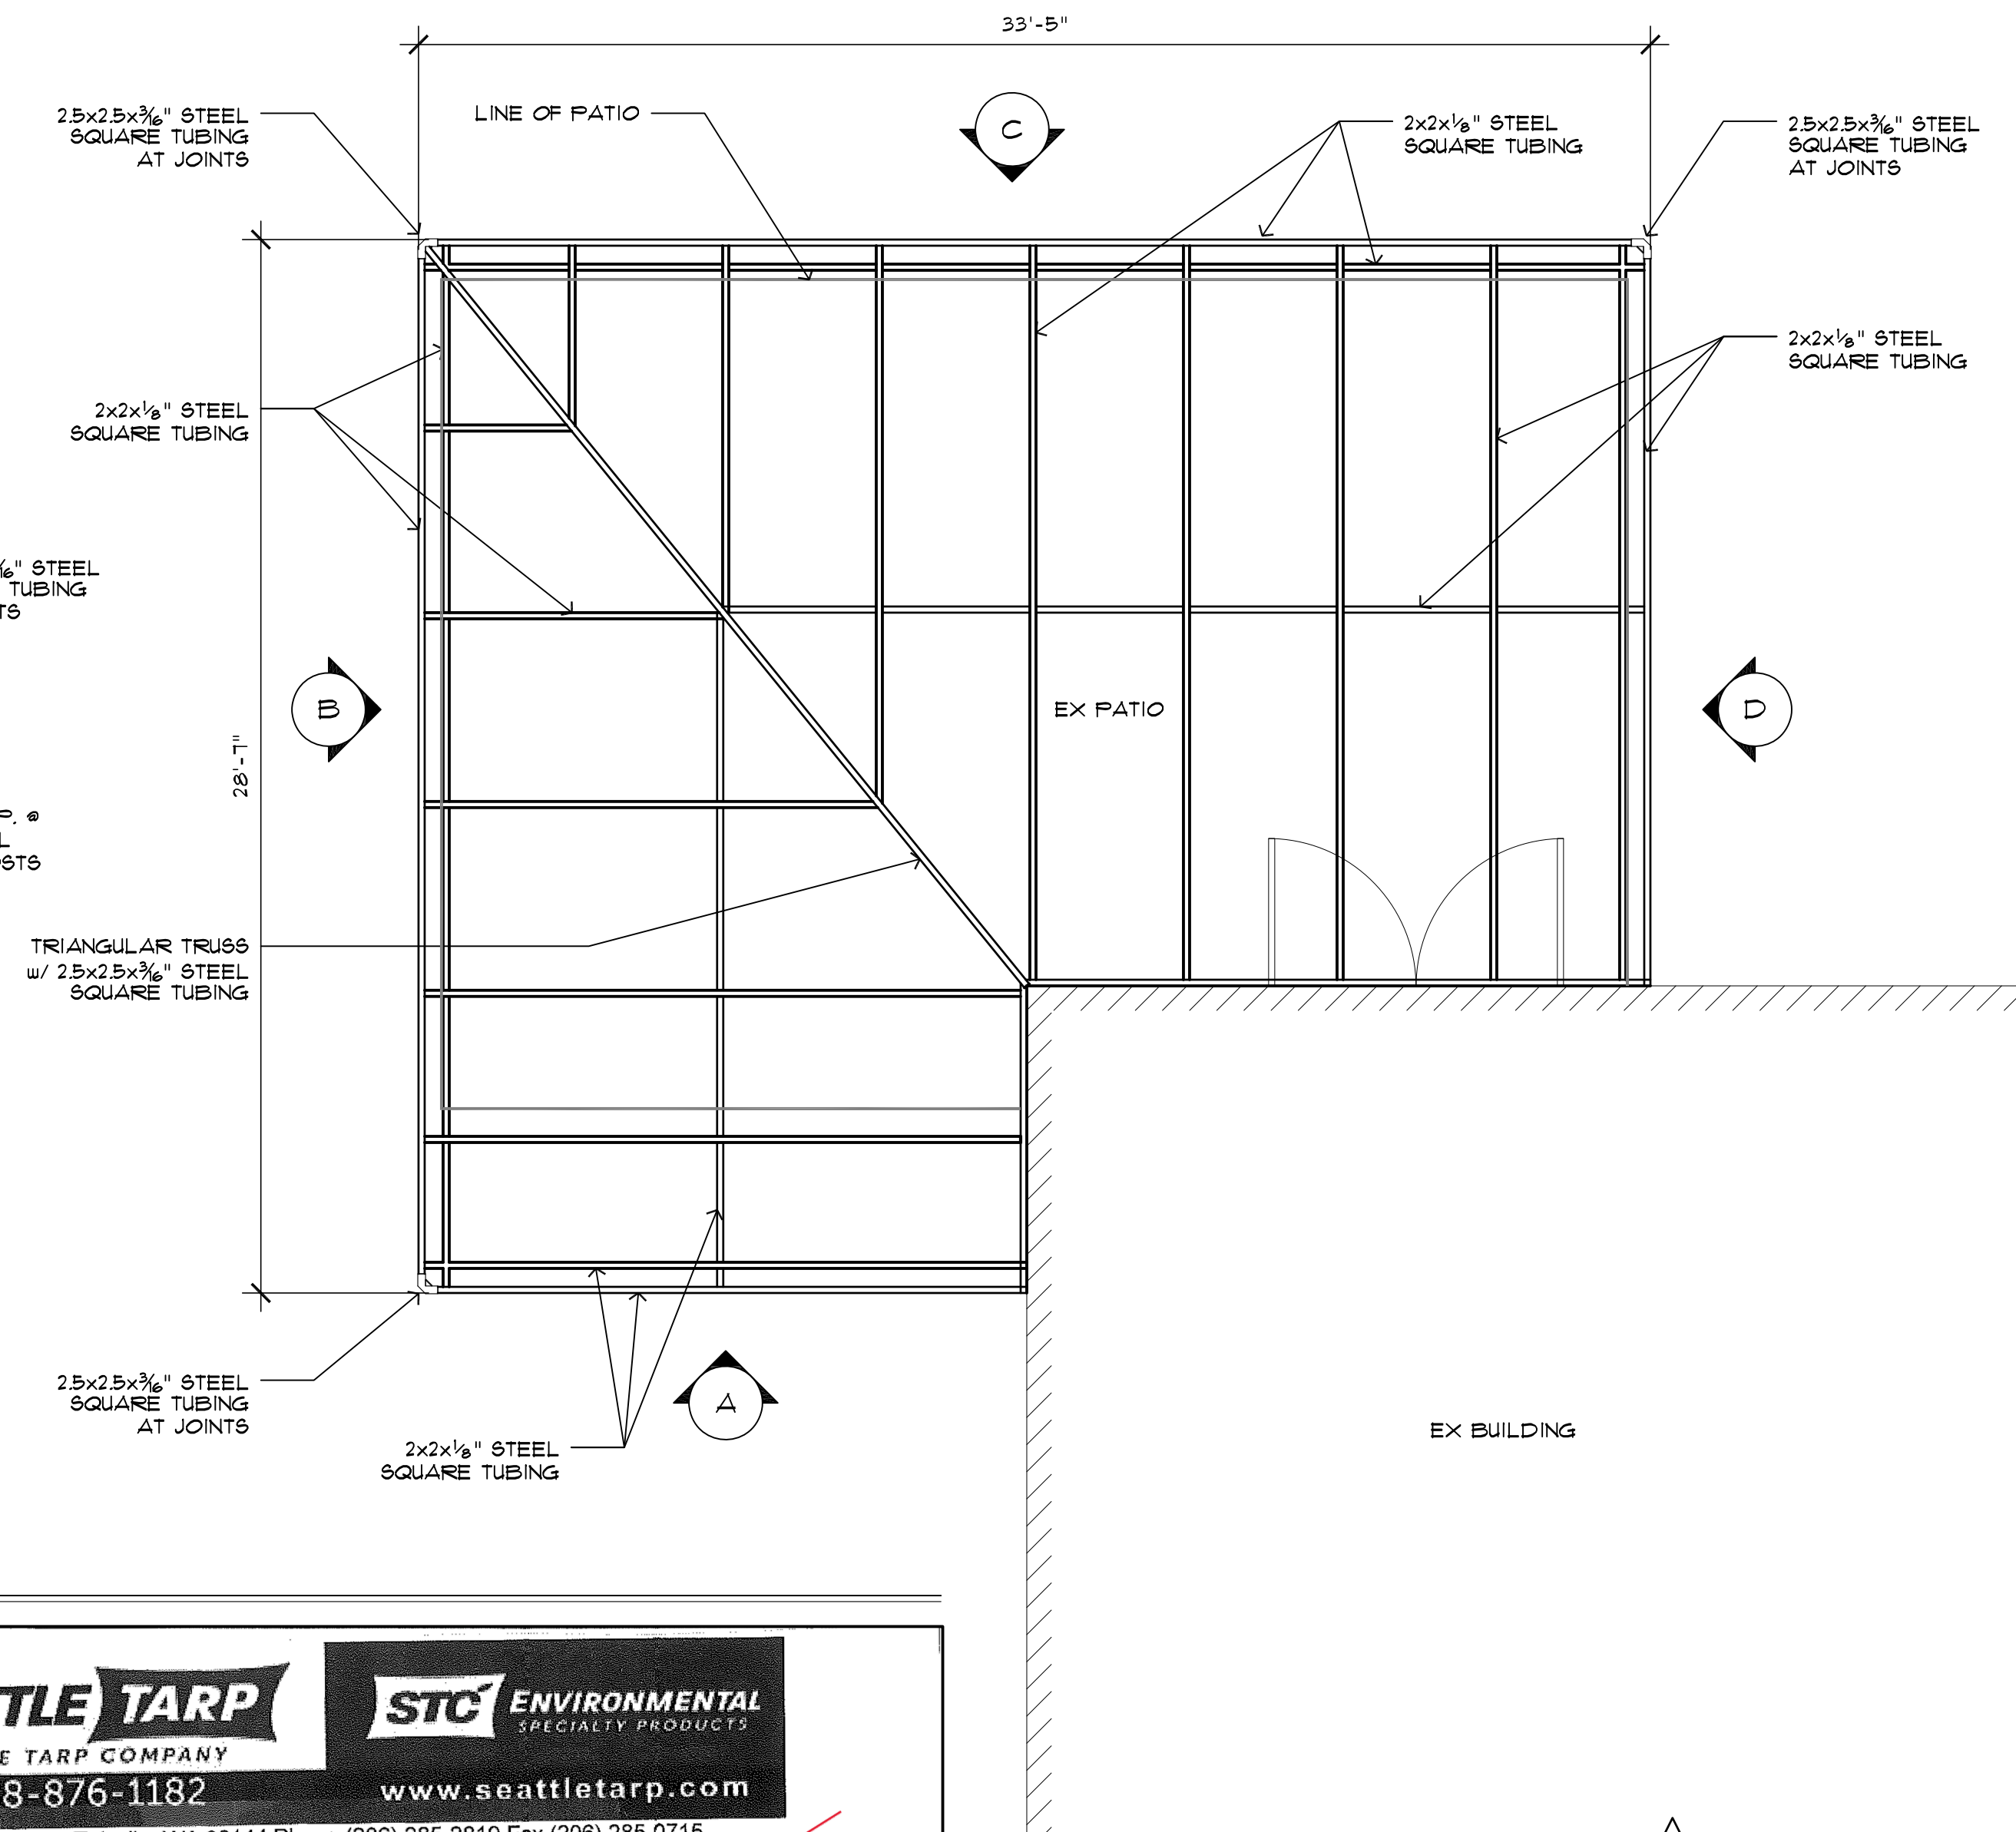 33'-5"
2.5x2.5x3/16" STEEL
SQUARE TUBING
AT JOINTS
LINE OF PATIO
C
2x2x1/8" STEEL
SQUARE TUBING
2.5x2.5x3/16" STEEL
SQUARE TUBING
AT JOINTS
2x2x1/8" STEEL
SQUARE TUBING
2x2x1/8" STEEL
SQUARE TUBING
" STEEL
TUBING
TS
B
EX PATIO
D
28'-7"
@
STS
TRIANGULAR TRUSS
w/ 2.5x2.5x3/16" STEEL
SQUARE TUBING
2.5x2.5x3/16" STEEL
SQUARE TUBING
AT JOINTS
A
2x2x1/8" STEEL
SQUARE TUBING
EX BUILDING
TLE TARP
E TARP COMPANY
8-876-1182
STC ENVIRONMENTAL
SPECIALTY PRODUCTS
www.seattletarp.com